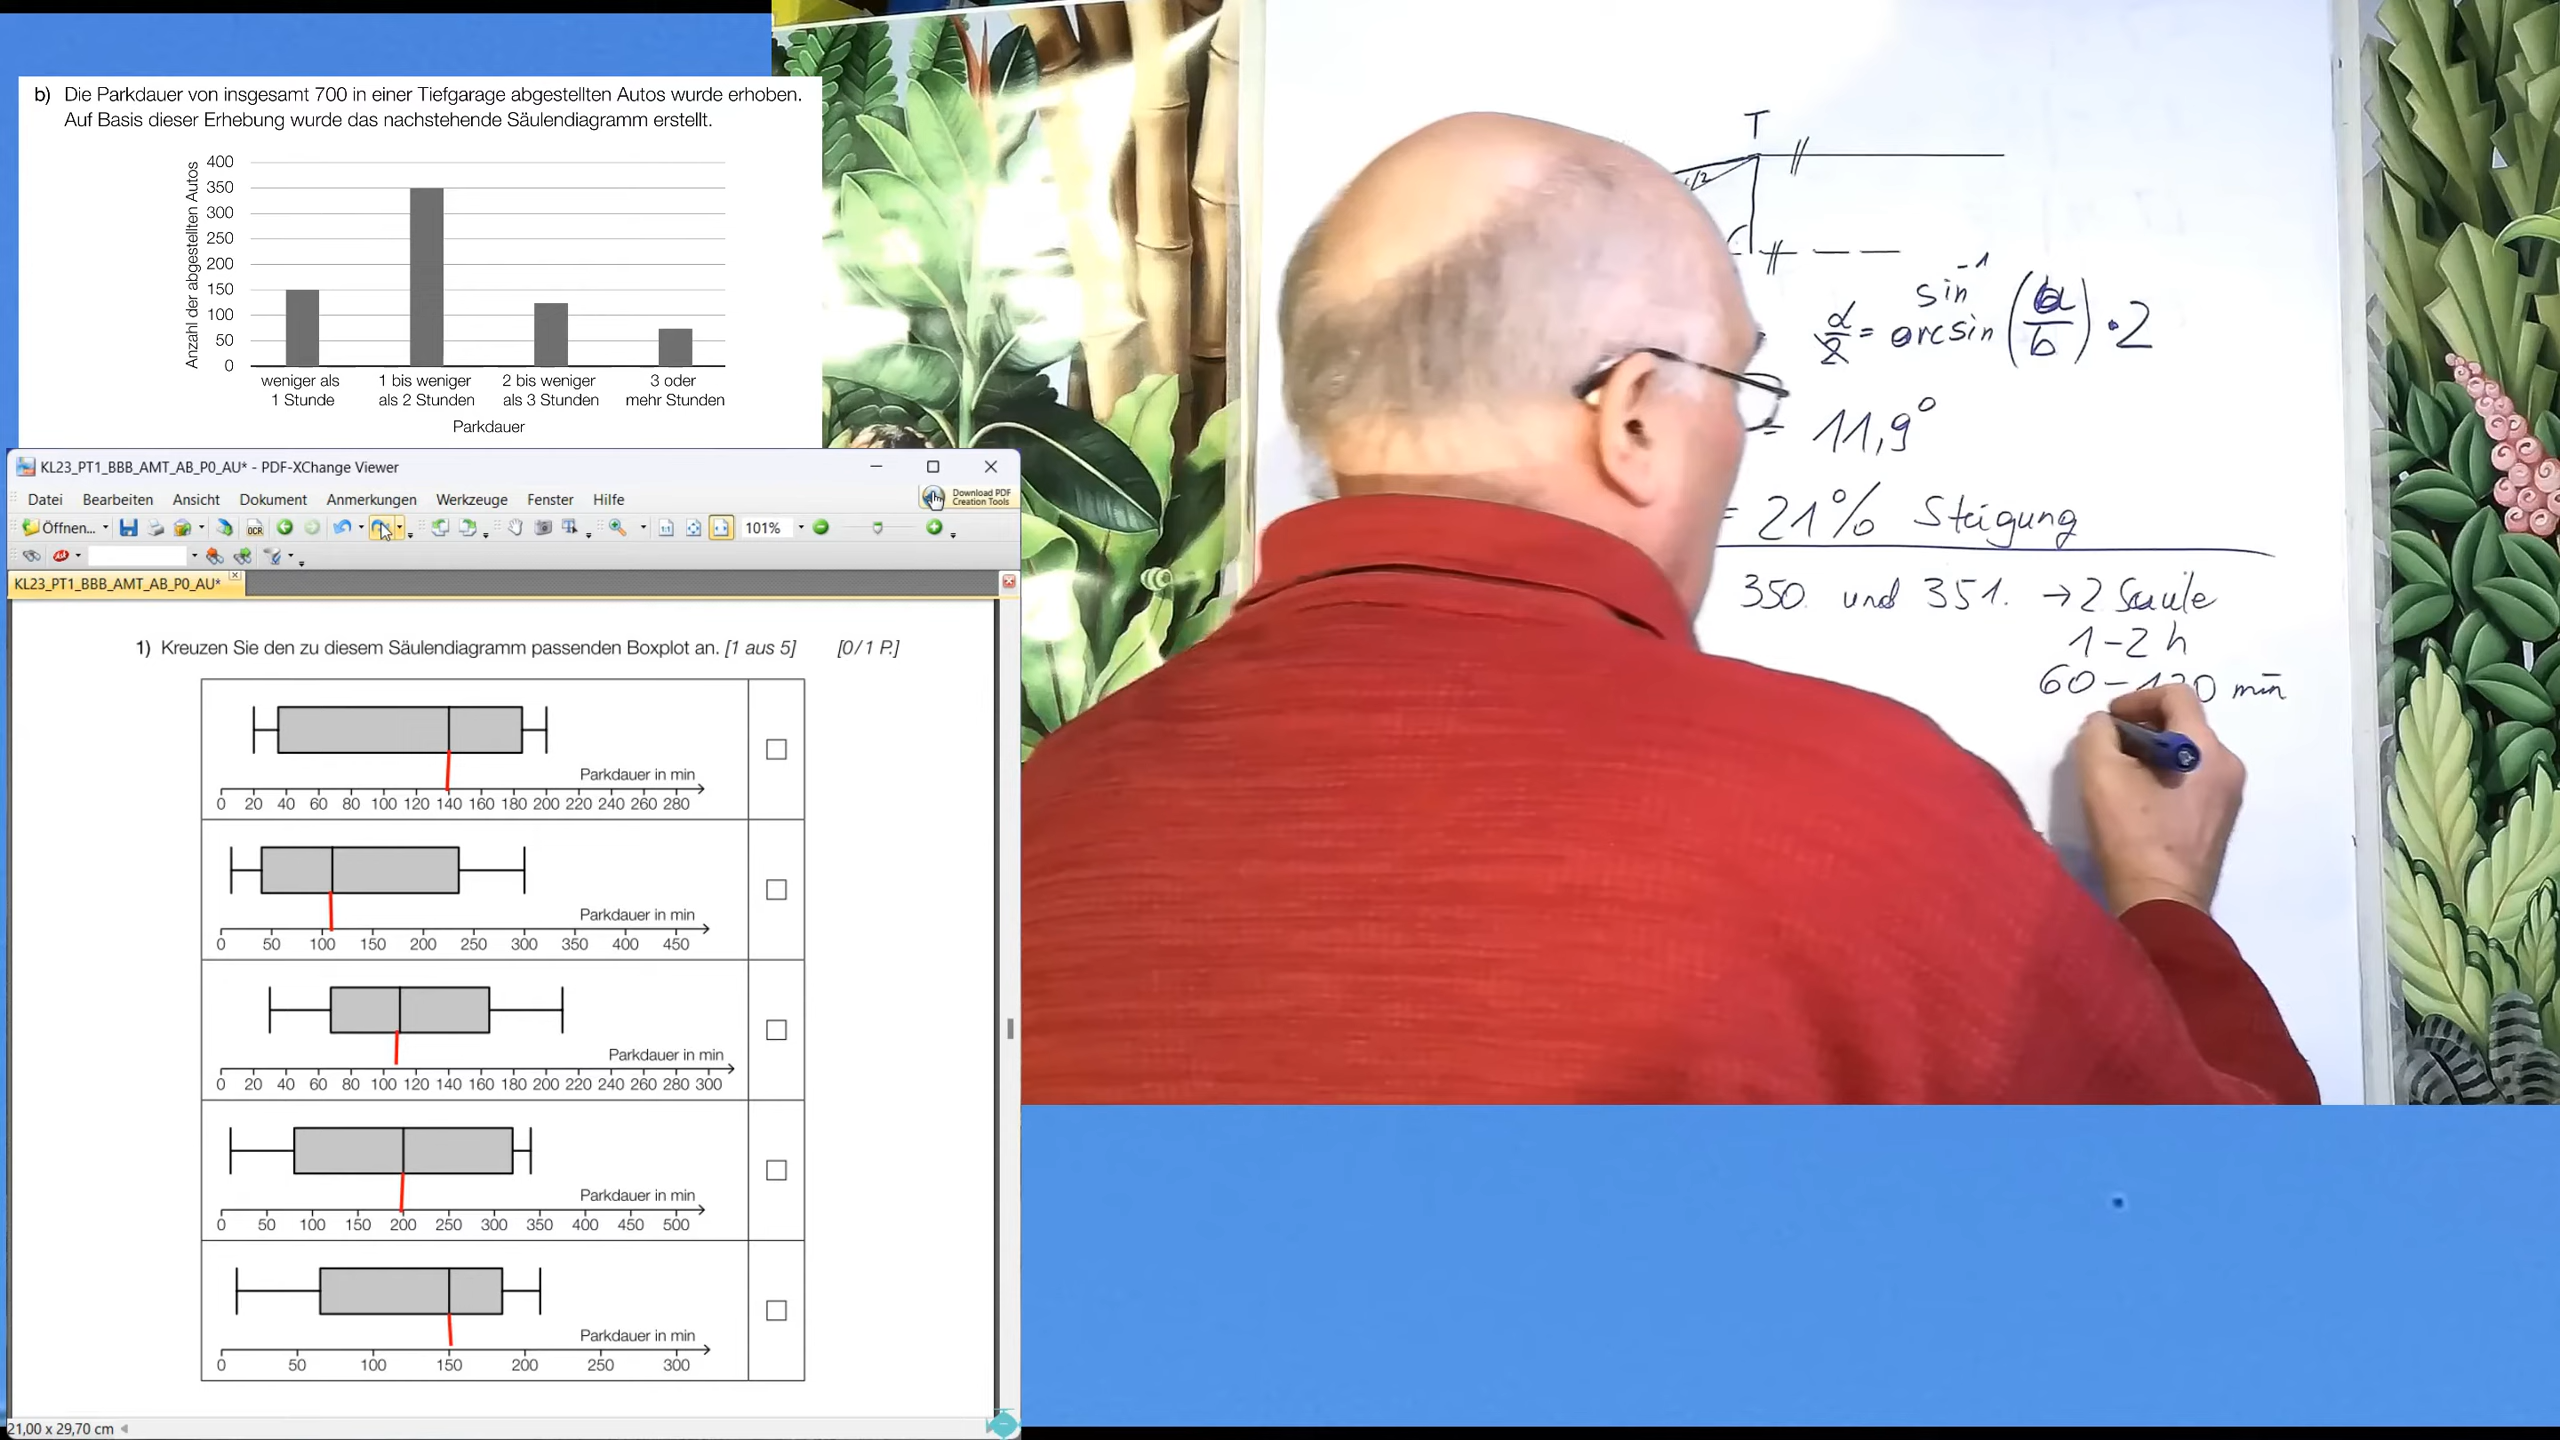 b) Die Parkdauer von insgesamt 700 in einer Tiefgarage abgestellten Autos wurde erhoben.
Auf Basis dieser Erhebung wurde das nachstehende Säulendiagramm erstellt.
Anzahl der abgestellten Autos
400
350
300
250
200
150
100
50
0
weniger als 1 bis weniger 2 bis weniger 3 oder
1 Stunde als 2 Stunden als 3 Stunden mehr Stunden
Parkdauer
KL23_PT1_BBB_AMT_AB_P0_AU* - PDF-XChange Viewer
Datei Bearbeiten Ansicht Dokument Anmerkungen Werkzeuge Fenster Hilfe
Download PDF
Creation Tools
Öffnen... OCR 101%
KL23_PT1_BBB_AMT_AB_P0_AU*
1) Kreuzen Sie den zu diesem Säulendiagramm passenden Boxplot an. [1 aus 5] [0/1 P.]
Parkdauer in min
0 20 40 60 80 100 120 140 160 180 200 220 240 260 280
Parkdauer in min
0 50 100 150 200 250 300 350 400 450
Parkdauer in min
0 20 40 60 80 100 120 140 160 180 200 220 240 260 280 300
Parkdauer in min
0 50 100 150 200 250 300 350 400 450 500
Parkdauer in min
0 50 100 150 200 250 300
21,00 x 29,70 cm
T
sin⁻¹
α/2 = arcsin (a/b) · 2
= 11,9°
= 21% Steigung
350. und 351. → 2 Säule
1-2 h
60-120 min